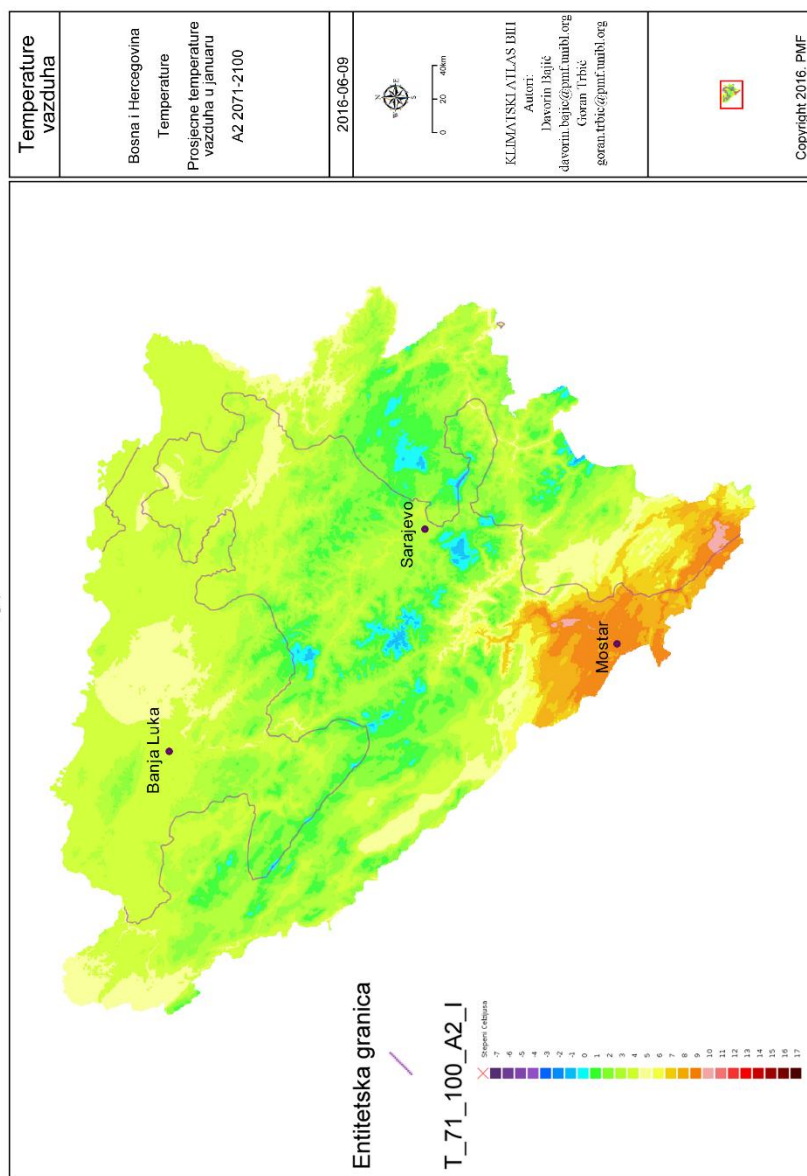 Temperature
vazduha
Bosna i Hercegovina
Temperature
Prosjecne temperature
vazduha u januaru
A2 2071-2100
2016-06-09
N
W
E
S
0 20 40km
KLIMATSKI ATLAS BIH
Autori:
Davorin Bajić
davorin.bajic@pmf.unibl.org
Goran Trbić
goran.trbic@pmf.unibl.org
Copyright 2016. PMF
Banja Luka
Sarajevo
Mostar
Entitetska granica
T_71_100_A2_I
Stepeni Celzijusa
-7
-6
-5
-4
-3
-2
-1
0
1
2
3
4
5
6
7
8
9
10
11
12
13
14
15
16
17